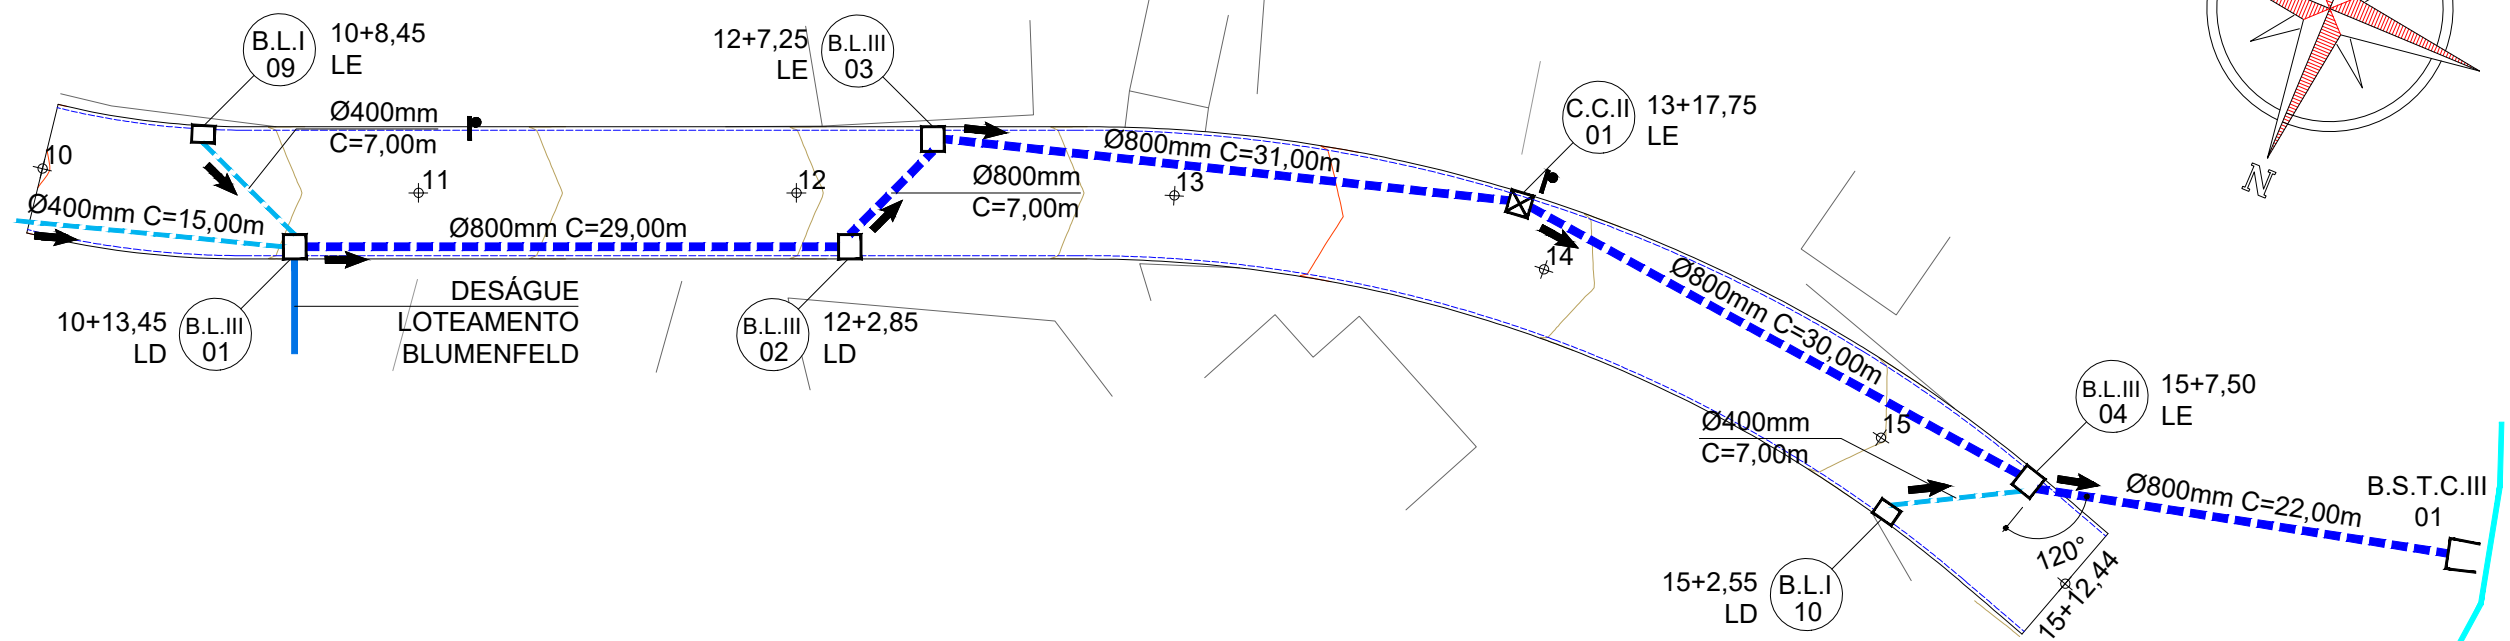 B.L.I
09
10+8,45
LE
12+7,25
LE
B.L.III
03
C.C.II
01
13+17,75
LE
N
Ø400mm
C=7,00m
10
11
12
13
14
15
Ø400mm C=15,00m
Ø800mm C=29,00m
Ø800mm
C=7,00m
Ø800mm C=31,00m
Ø800mm C=30,00m
DESÁGUE
LOTEAMENTO
BLUMENFELD
10+13,45
LD
B.L.III
01
B.L.III
02
12+2,85
LD
Ø400mm
C=7,00m
B.L.III
04
15+7,50
LE
Ø800mm C=22,00m
B.S.T.C.III
01
120°
15+12,44
15+2,55
LD
B.L.I
10